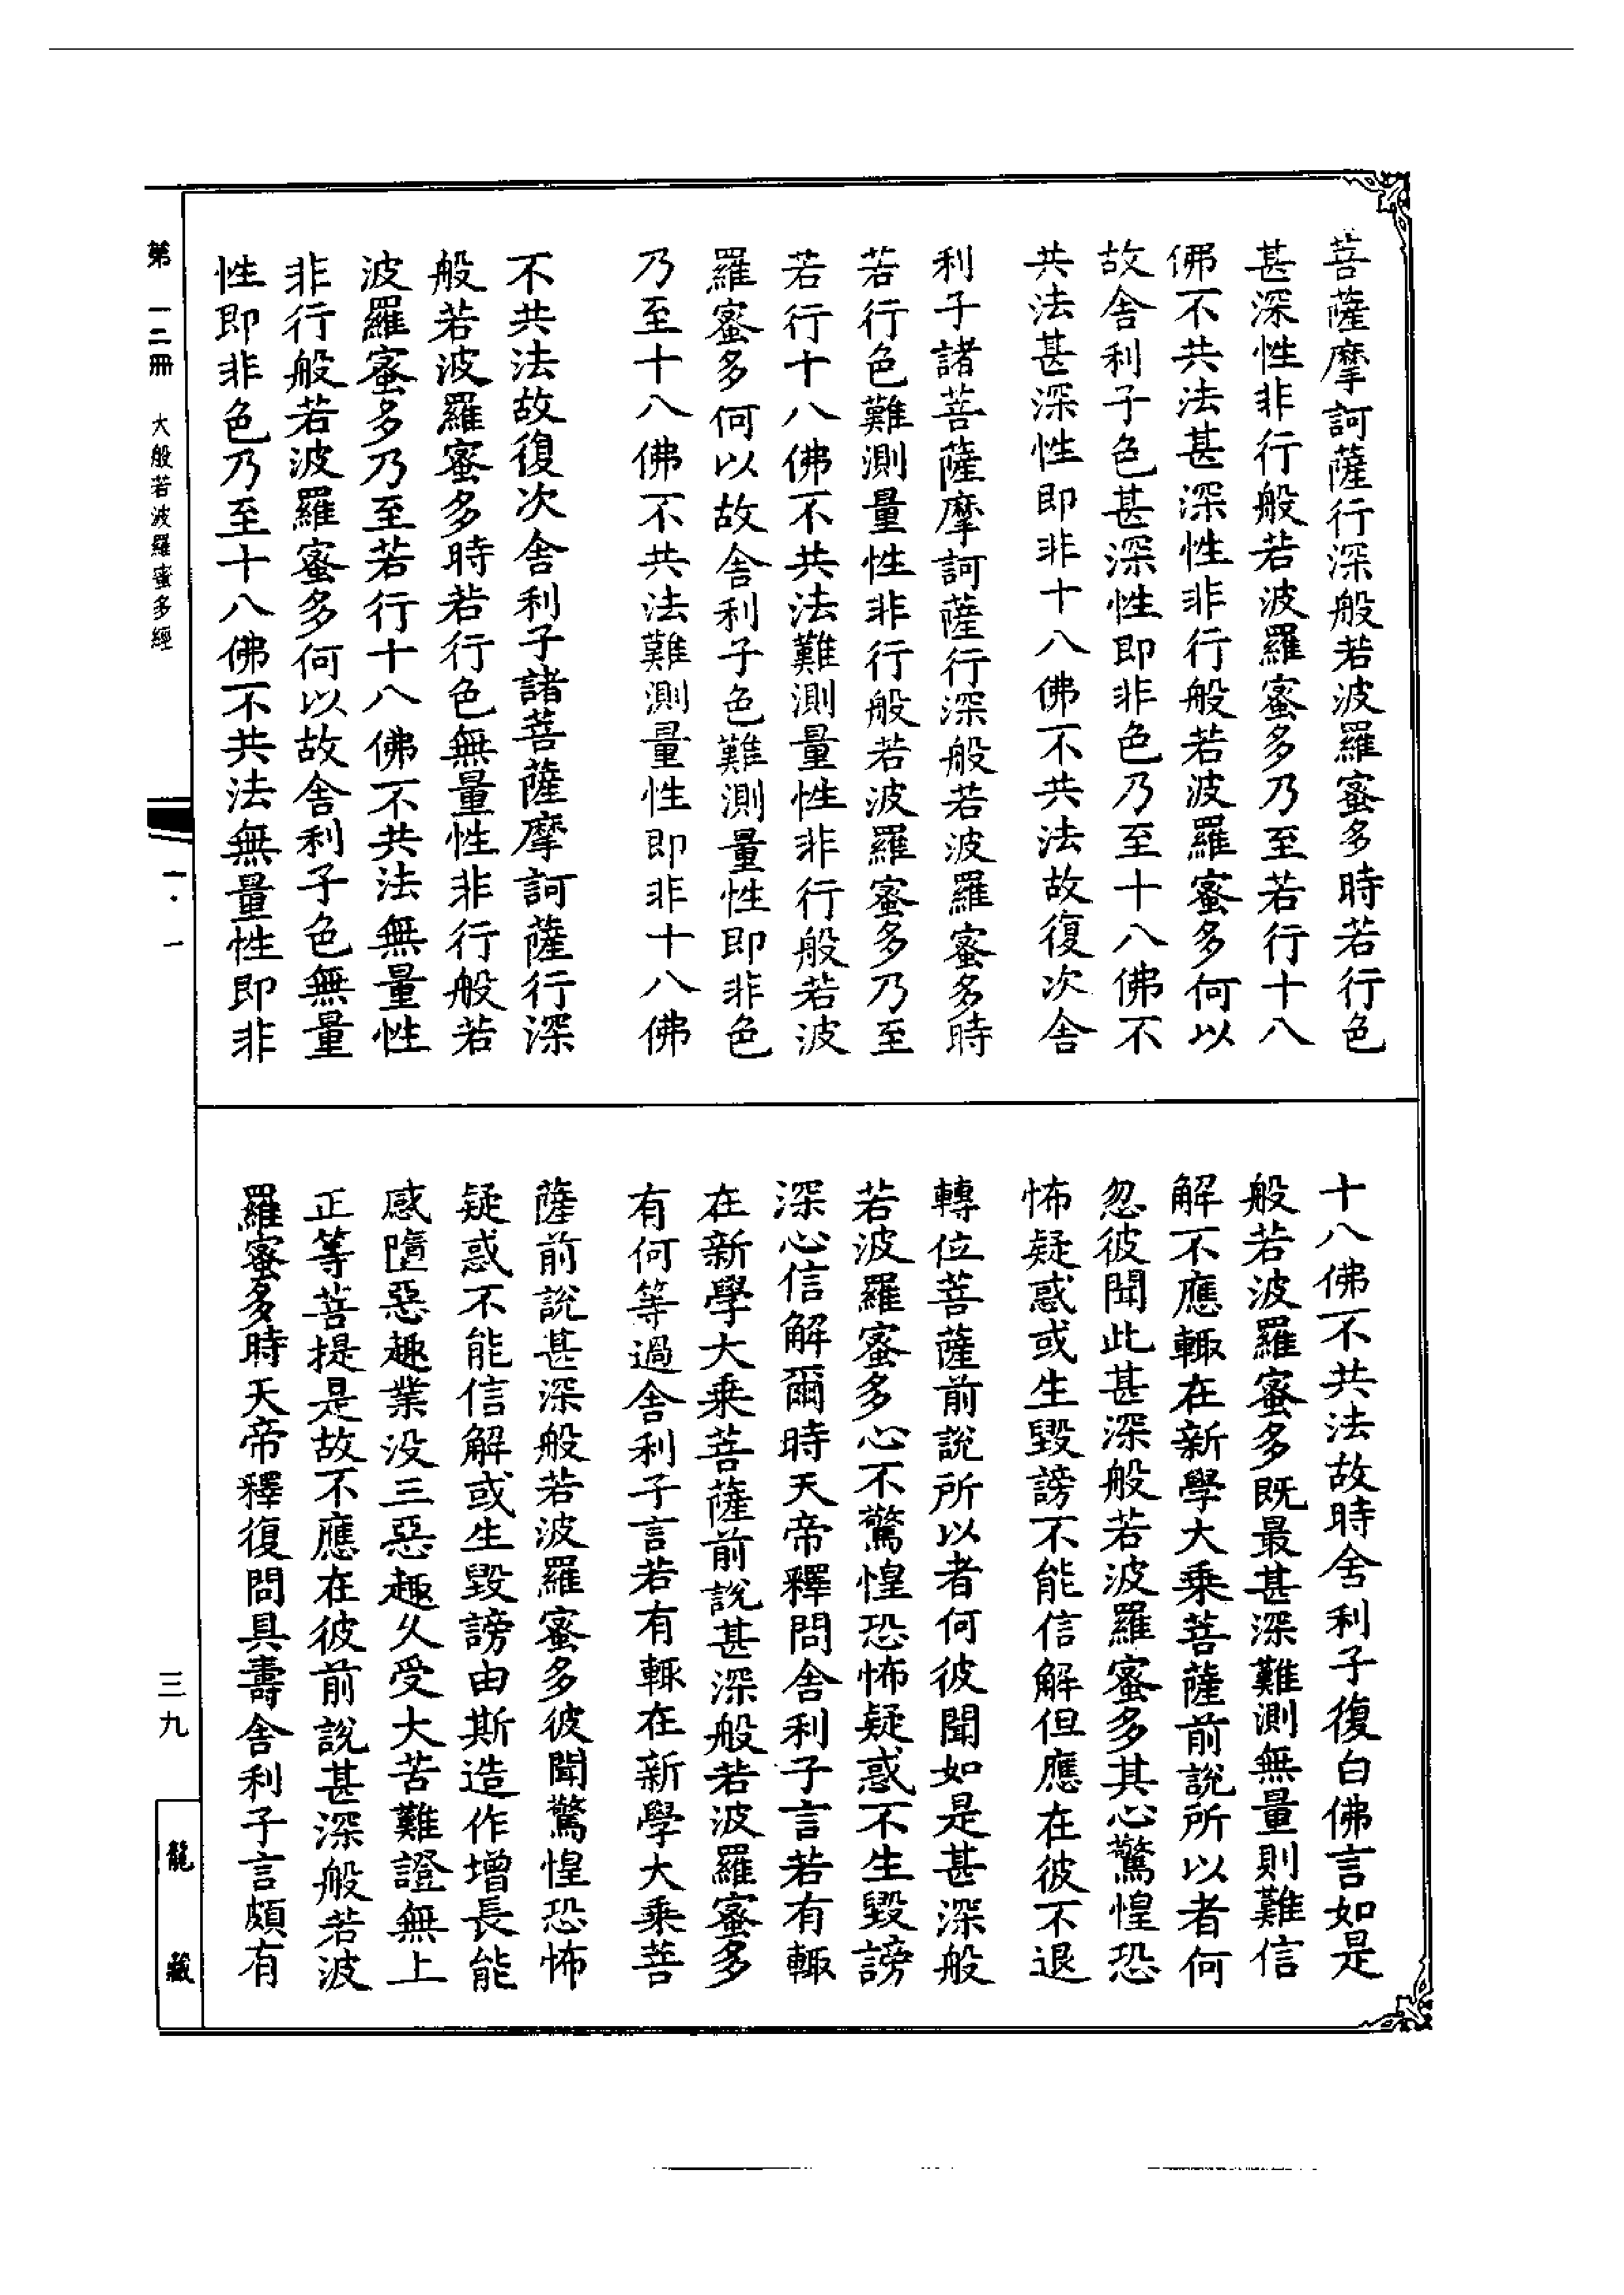 菩薩摩訶薩行深般若波羅蜜多時若行色
甚深性非行般若波羅蜜多乃至若行十八
佛不共法甚深性非行般若波羅蜜多何以
故舍利子色甚深性即非色乃至十八佛不
共法甚深性即非十八佛不共法故復次舍
利子諸菩薩摩訶薩行深般若波羅蜜多時
若行色難測量性非行般若波羅蜜多乃至
若行十八佛不共法難測量性非行般若波
羅蜜多何以故舍利子色難測量性即非色
乃至十八佛不共法難測量性即非十八佛
不共法故復次舍利子諸菩薩摩訶薩行深
般若波羅蜜多時若行色無量性非行般若
波羅蜜多乃至若行十八佛不共法無量性
非行般若波羅蜜多何以故舍利子色無量
性即非色乃至十八佛不共法無量性即非
十八佛不共法故時舍利子復白佛言如是
般若波羅蜜多既最甚深難測無量則難信
解不應輙在新學大乗菩薩前說所以者何
忽彼聞此甚深般若波羅蜜多其心驚惶恐
怖疑惑或生毀謗不能信解但應在彼不退
轉位菩薩前說所以者何彼聞如是甚深般
若波羅蜜多心不驚惶恐怖疑惑不生毀謗
深心信解爾時天帝釋問舍利子言若有輙
在新學大乗菩薩前說甚深般若波羅蜜多
有何等過舍利子言若有輙在新學大乗菩
薩前說甚深般若波羅蜜多彼聞驚惶恐怖
疑惑不能信解或生毀謗由斯造作增長能
感墮惡趣業没三惡趣久受大苦難證無上
正等菩提是故不應在彼前說甚深般若波
羅蜜多時天帝釋復問具壽舍利子言頗有
第一二冊 大般若波羅蜜多經
一·一
三九
龍藏